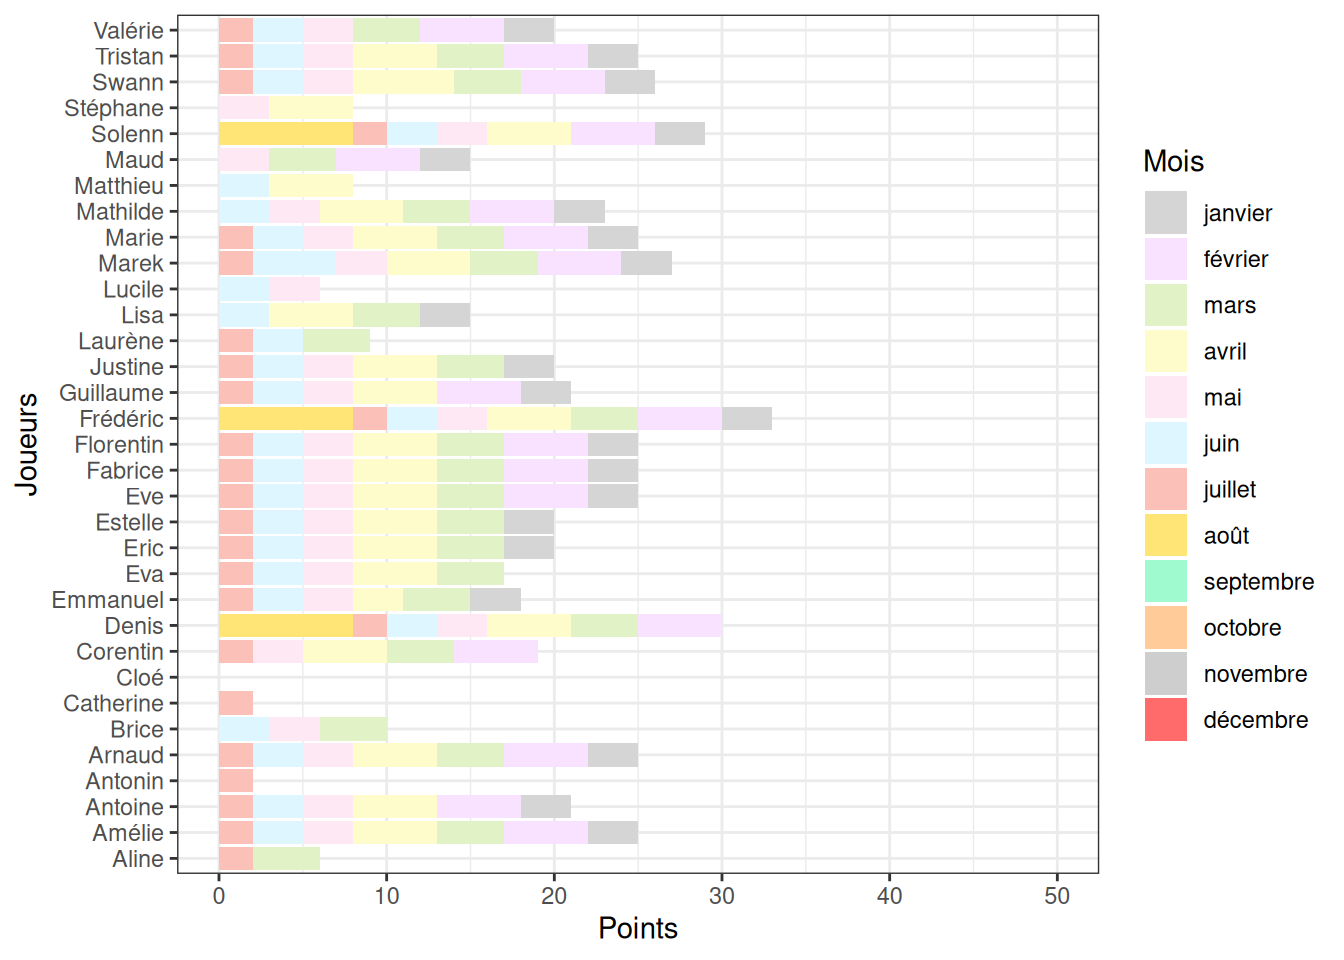 Joueurs
Valérie
Tristan
Swann
Stéphane
Solenn
Maud
Matthieu
Mathilde
Marie
Marek
Lucile
Lisa
Laurène
Justine
Guillaume
Frédéric
Florentin
Fabrice
Eve
Estelle
Eric
Eva
Emmanuel
Denis
Corentin
Cloé
Catherine
Brice
Arnaud
Antonin
Antoine
Amélie
Aline
0 10 20 30 40 50
Points
Mois
janvier
février
mars
avril
mai
juin
juillet
août
septembre
octobre
novembre
décembre